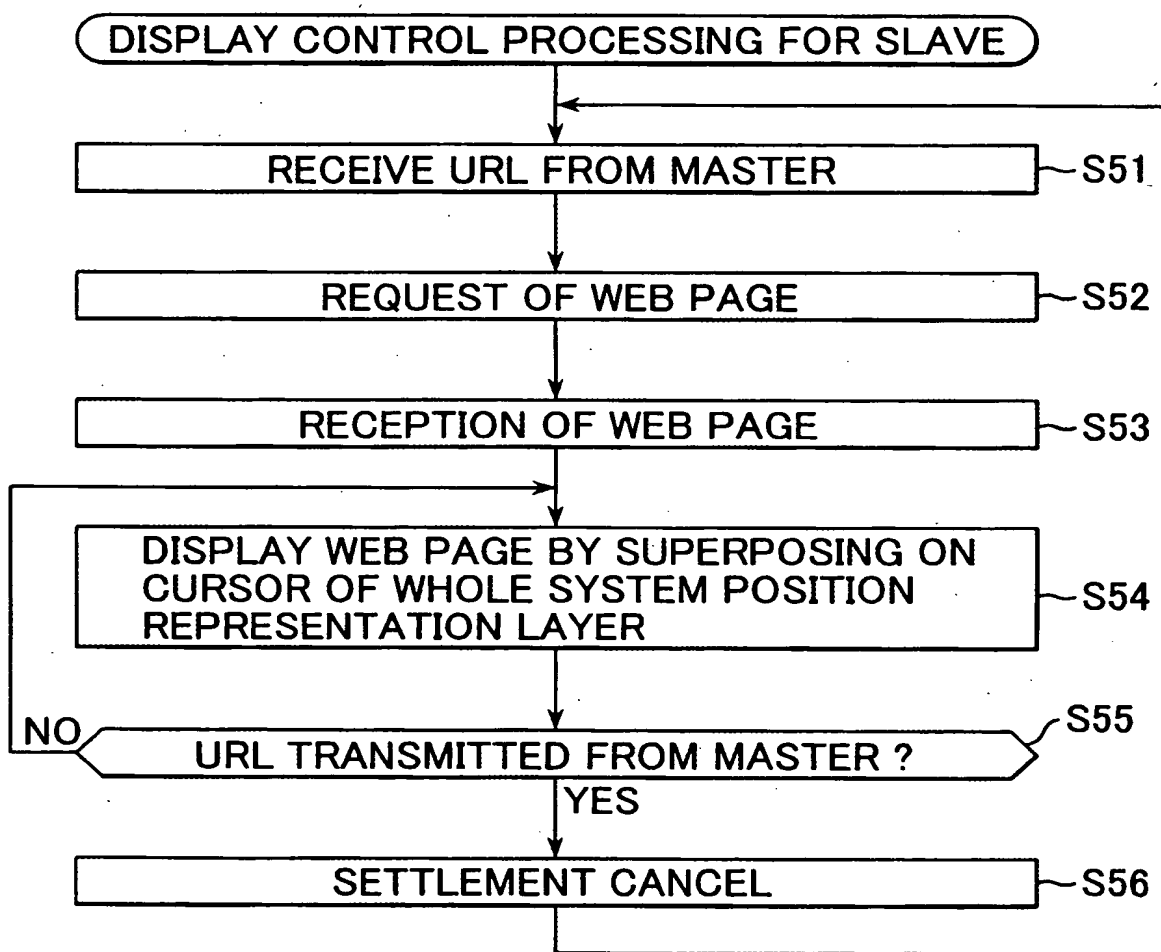 DISPLAY CONTROL PROCESSING FOR SLAVE
RECEIVE URL FROM MASTER
S51
REQUEST OF WEB PAGE
S52
RECEPTION OF WEB PAGE
S53
DISPLAY WEB PAGE BY SUPERPOSING ON
CURSOR OF WHOLE SYSTEM POSITION
REPRESENTATION LAYER
S54
NO
URL TRANSMITTED FROM MASTER ?
S55
YES
SETTLEMENT CANCEL
S56